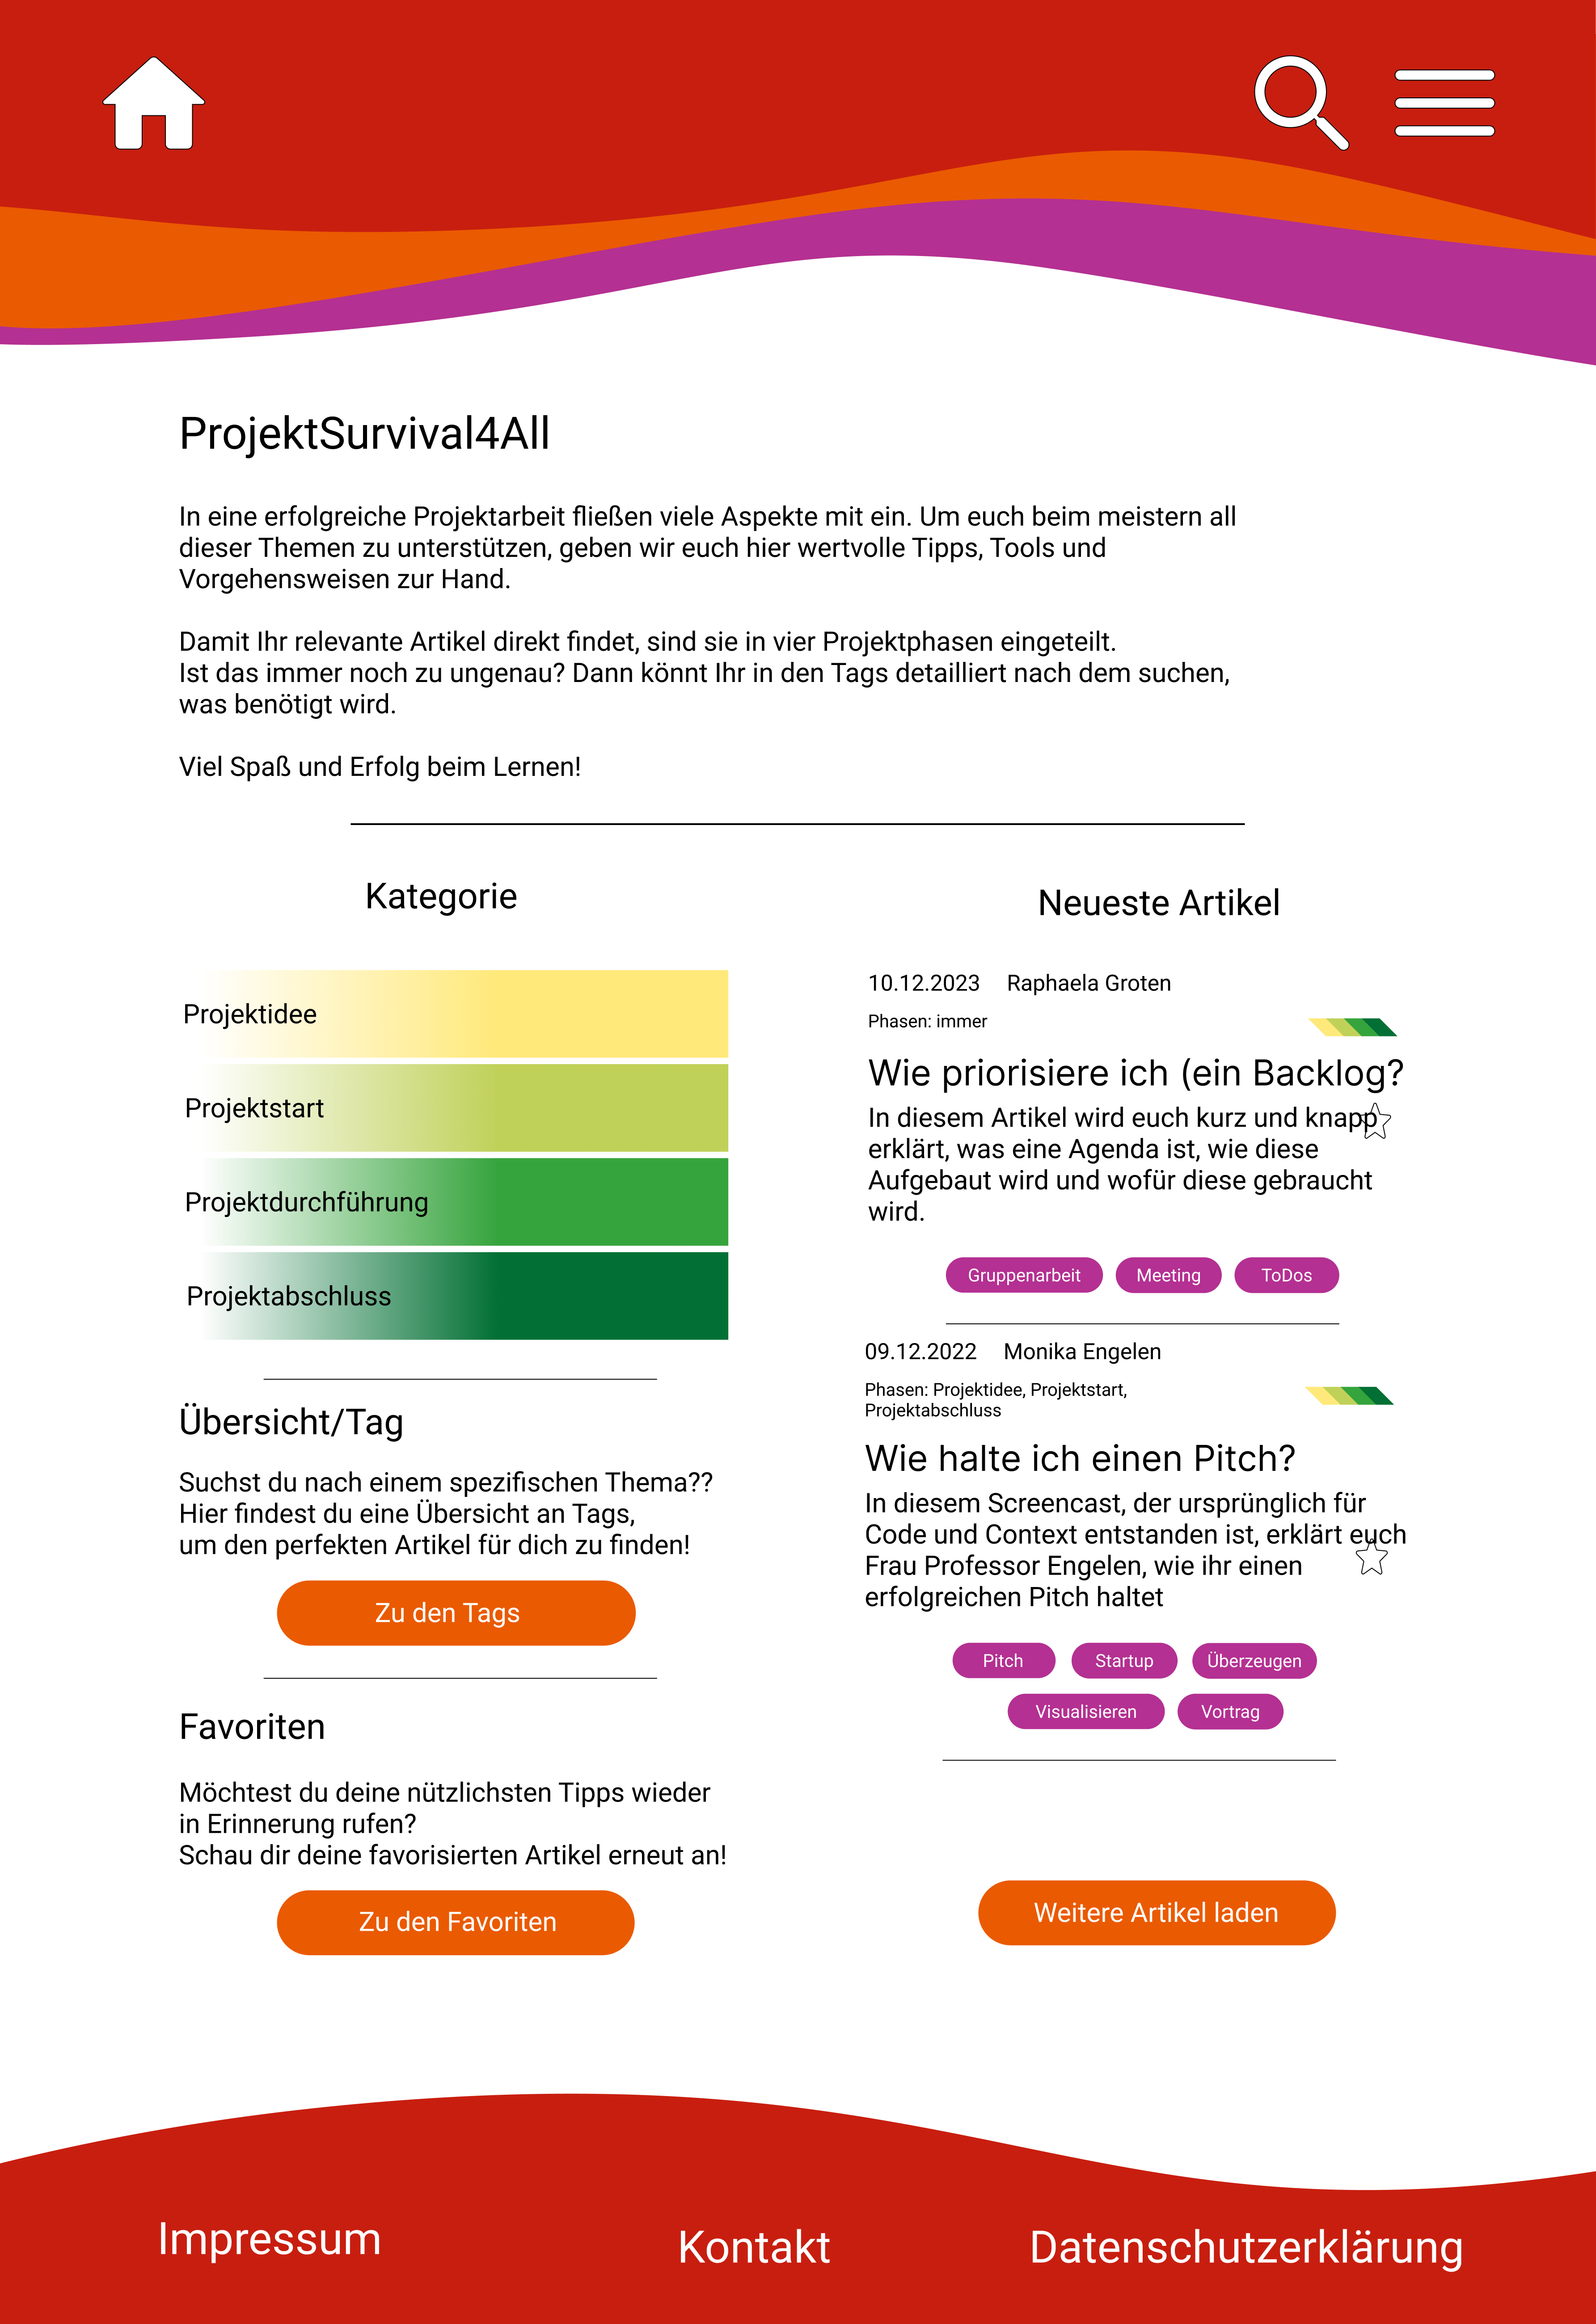 ProjektSurvival4All
In eine erfolgreiche Projektarbeit fließen viele Aspekte mit ein. Um euch beim meistern all
dieser Themen zu unterstützen, geben wir euch hier wertvolle Tipps, Tools und
Vorgehensweisen zur Hand.
Damit Ihr relevante Artikel direkt findet, sind sie in vier Projektphasen eingeteilt.
Ist das immer noch zu ungenau? Dann könnt Ihr in den Tags detailliert nach dem suchen,
was benötigt wird.
Viel Spaß und Erfolg beim Lernen!
Kategorie
Projektidee
Projektstart
Projektdurchführung
Projektabschluss
Übersicht/Tag
Suchst du nach einem spezifischen Thema??
Hier findest du eine Übersicht an Tags,
um den perfekten Artikel für dich zu finden!
Zu den Tags
Favoriten
Möchtest du deine nützlichsten Tipps wieder
in Erinnerung rufen?
Schau dir deine favorisierten Artikel erneut an!
Zu den Favoriten
Neueste Artikel
10.12.2023 Raphaela Groten
Phasen: immer
Wie priorisiere ich (ein Backlog?
In diesem Artikel wird euch kurz und knapp
erklärt, was eine Agenda ist, wie diese
Aufgebaut wird und wofür diese gebraucht
wird.
Gruppenarbeit Meeting ToDos
09.12.2022 Monika Engelen
Phasen: Projektidee, Projektstart,
Projektabschluss
Wie halte ich einen Pitch?
In diesem Screencast, der ursprünglich für
Code und Context entstanden ist, erklärt euch
Frau Professor Engelen, wie ihr einen
erfolgreichen Pitch haltet
Pitch Startup Überzeugen
Visualisieren Vortrag
Weitere Artikel laden
Impressum Kontakt Datenschutzerklärung